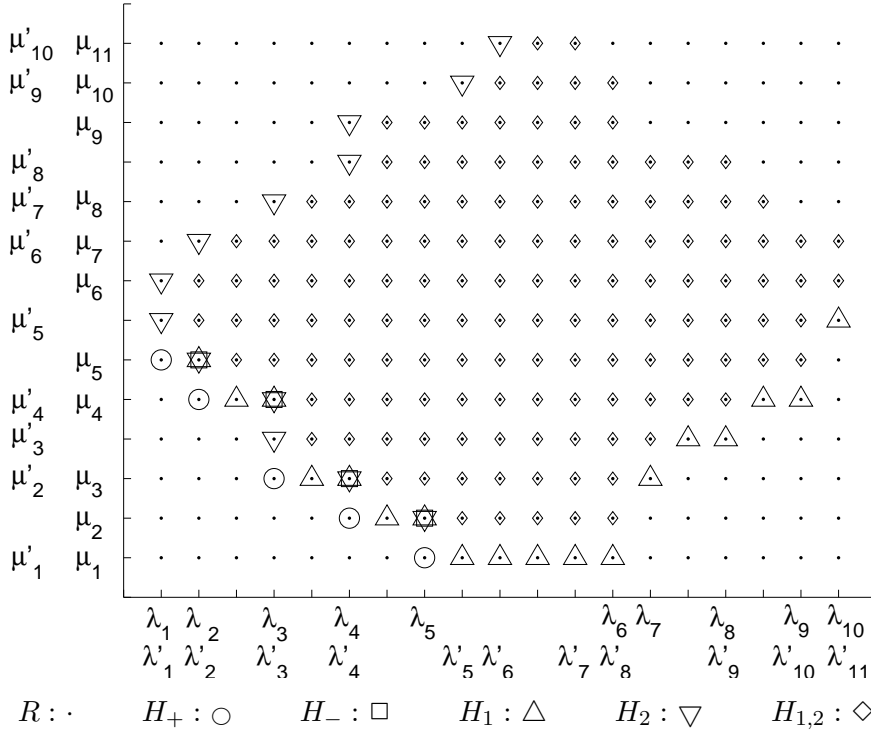 μ'₁₀ μ₁₁
μ'₉ μ₁₀
μ₉
μ'₈
μ'₇ μ₈
μ'₆ μ₇
μ₆
μ'₅
μ₅
μ'₄ μ₄
μ'₃
μ'₂ μ₃
μ₂
μ'₁ μ₁
λ₁ λ₂ λ₃ λ₄ λ₅ λ₆ λ₇ λ₈ λ₉ λ₁₀
λ'₁ λ'₂ λ'₃ λ'₄ λ'₅ λ'₆ λ'₇ λ'₈ λ'₉ λ'₁₀ λ'₁₁
R : · H₊ : ○ H₋ : □ H₁ : △ H₂ : ▽ H₁,₂ : ◇